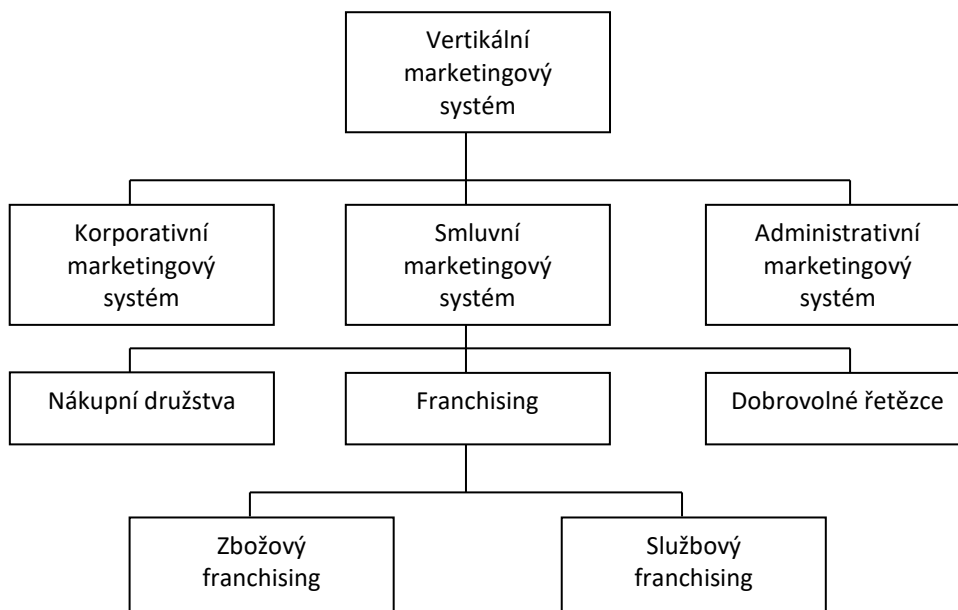 Vertikální
marketingový
systém
Korporativní
marketingový
systém
Smluvní
marketingový
systém
Administrativní
marketingový
systém
Nákupní družstva
Franchising
Dobrovolné řetězce
Zbožový
franchising
Službový
franchising